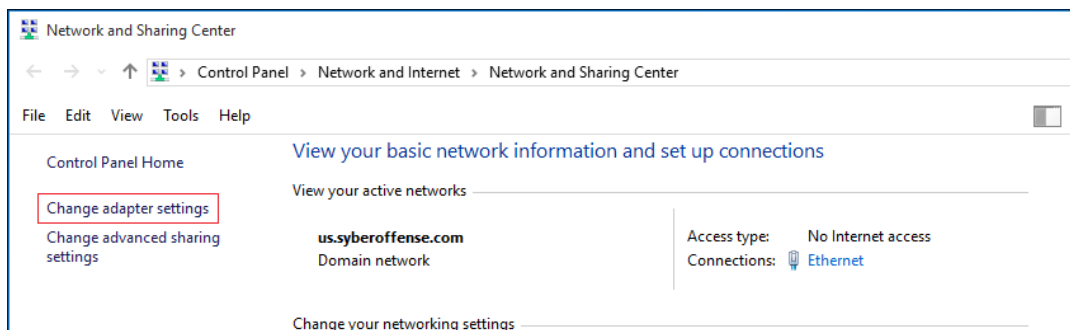 Network and Sharing Center
Control Panel > Network and Internet > Network and Sharing Center
File Edit View Tools Help
Control Panel Home
Change adapter settings
Change advanced sharing
settings
View your basic network information and set up connections
View your active networks
us.syberoffense.com
Domain network
Access type: No Internet access
Connections: Ethernet
Change your networking settings